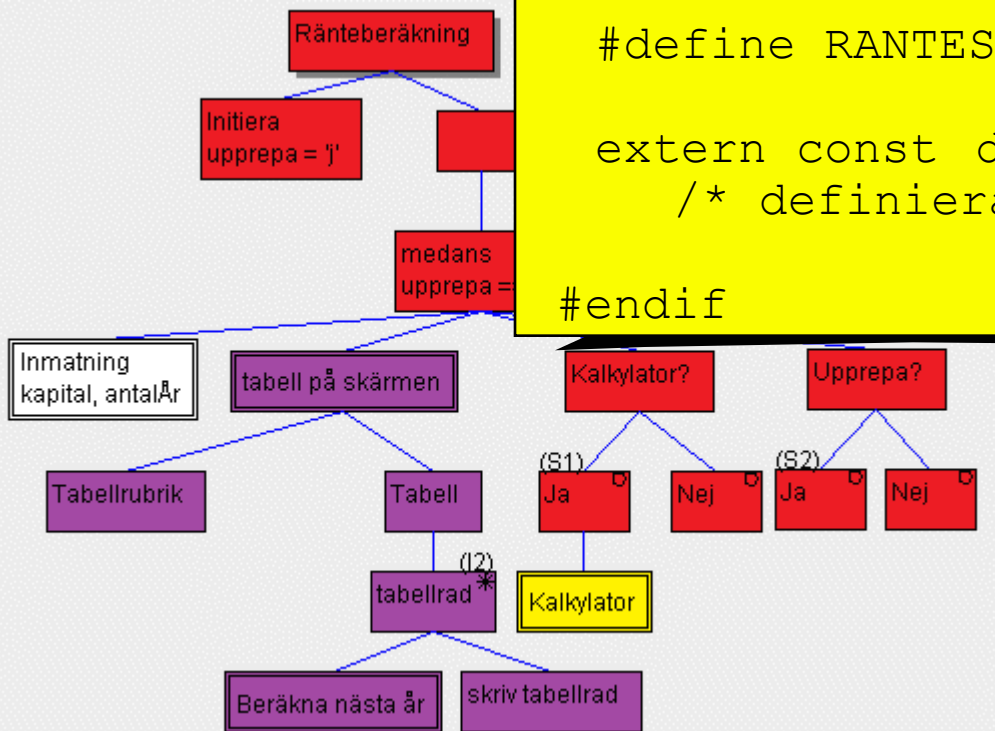 Ränteberäkning
#define RANTES
Initiera
upprepa = 'j'
extern const
/* definiera
medans
upprepa =
#endif
Inmatning
kapital, antalÅr
tabell på skärmen
Kalkylator?
Upprepa?
Tabellrubrik
Tabell
(S1)
Ja
Nej
(S2)
Ja
Nej
(I2)
tabellrad *
Kalkylator
Beräkna nästa år
skriv tabellrad